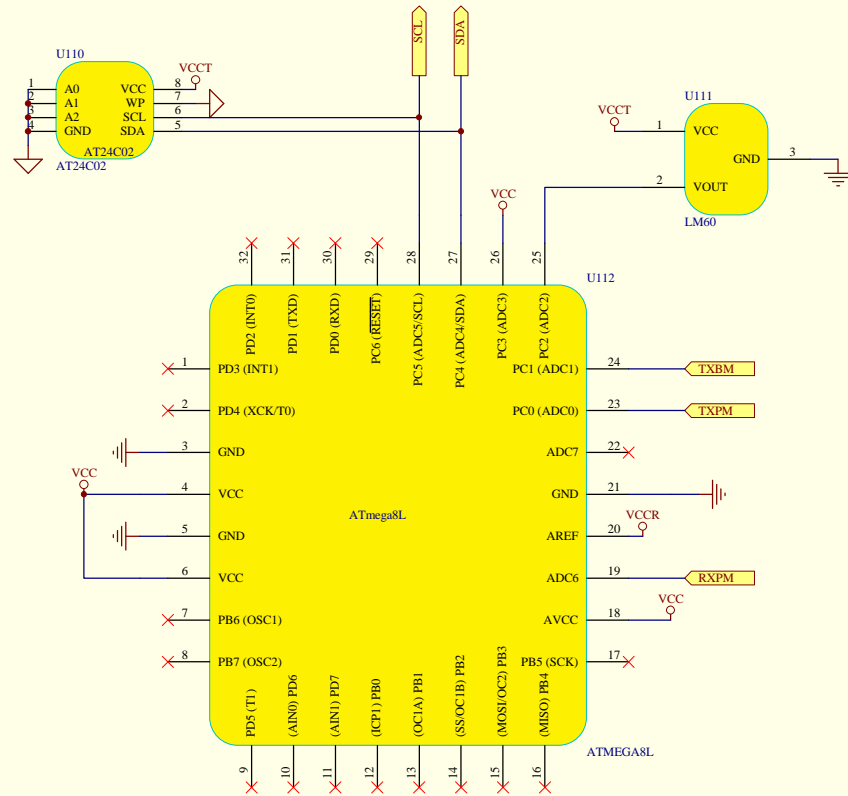 SCL
SDA
U110
VCCT
1 A0 VCC 8
2 A1 WP 7
3 A2 SCL 6
4 GND SDA 5
AT24C02
AT24C02
U111
VCCT
1 VCC
GND 3
2 VOUT
LM60
VCC
32 31 30 29 28 27 26 25
U112
PD2 (INT0)
PD1 (TXD)
PD0 (RXD)
PC6 (RESET)
PC5 (ADC5/SCL)
PC4 (ADC4/SDA)
PC3 (ADC3)
PC2 (ADC2)
1 PD3 (INT1)
PC1 (ADC1) 24 TXBM
2 PD4 (XCK/T0)
PC0 (ADC0) 23 TXPM
3 GND
ADC7 22
VCC
4 VCC
GND 21
ATmega8L
5 GND
AREF 20 VCCR
6 VCC
ADC6 19 RXPM
7 PB6 (OSC1)
AVCC 18 VCC
8 PB7 (OSC2)
PB5 (SCK) 17
PD5 (T1)
(AIN0) PD6
(AIN1) PD7
(ICP1) PB0
(OC1A) PB1
(SS/OC1B) PB2
(MOSI/OC2) PB3
(MISO) PB4
ATMEGA8L
9 10 11 12 13 14 15 16